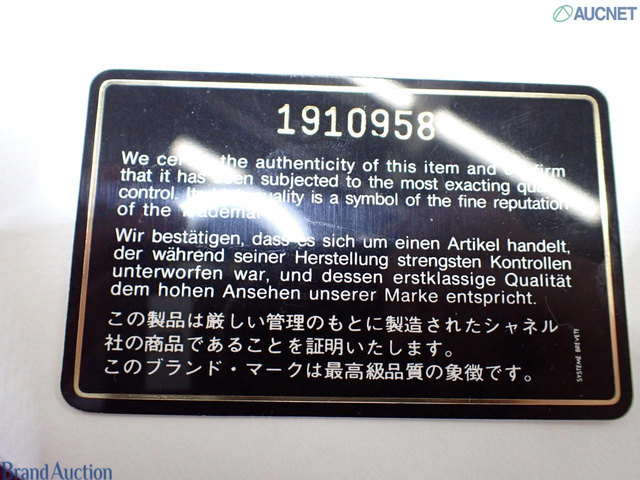 AUCNET
1910958
We the authenticity of this item and
that it has been subjected to the most exacting
control. quality is a symbol of the fine reputation
of the
Wir bestätigen, dass es sich um einen Artikel handelt,
der während seiner Herstellung strengsten Kontrollen
unterworfen war, und dessen erstklassige Qualität
dem hohen Ansehen unserer Marke entspricht.
この製品は厳しい管理のもとに製造されたシャネル
社の商品であることを証明いたします。
このブランド・マークは最高級品質の象徴です。
SYSTEME BREVETE
Brand Auction